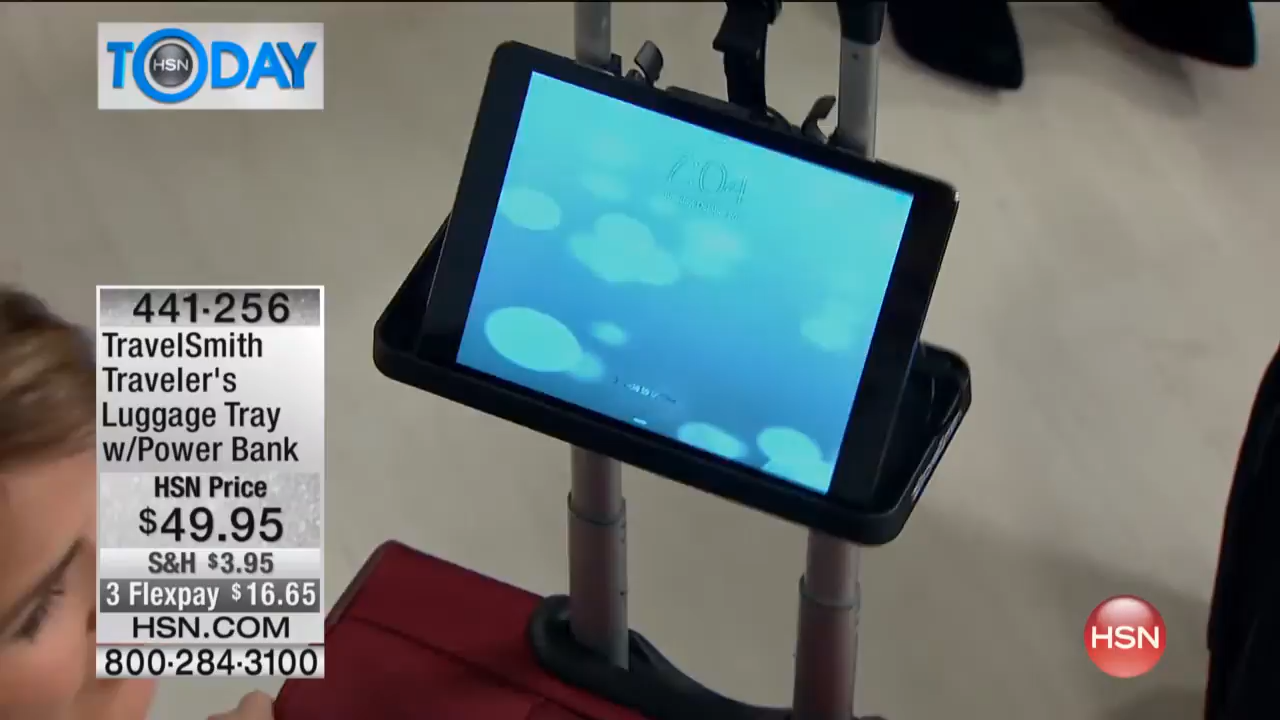 TODAY
HSN
441-256
TravelSmith
Traveler's
Luggage Tray
w/Power Bank
HSN Price
$49.95
S&H $3.95
3 Flexpay $16.65
HSN.COM
800-284-3100
HSN